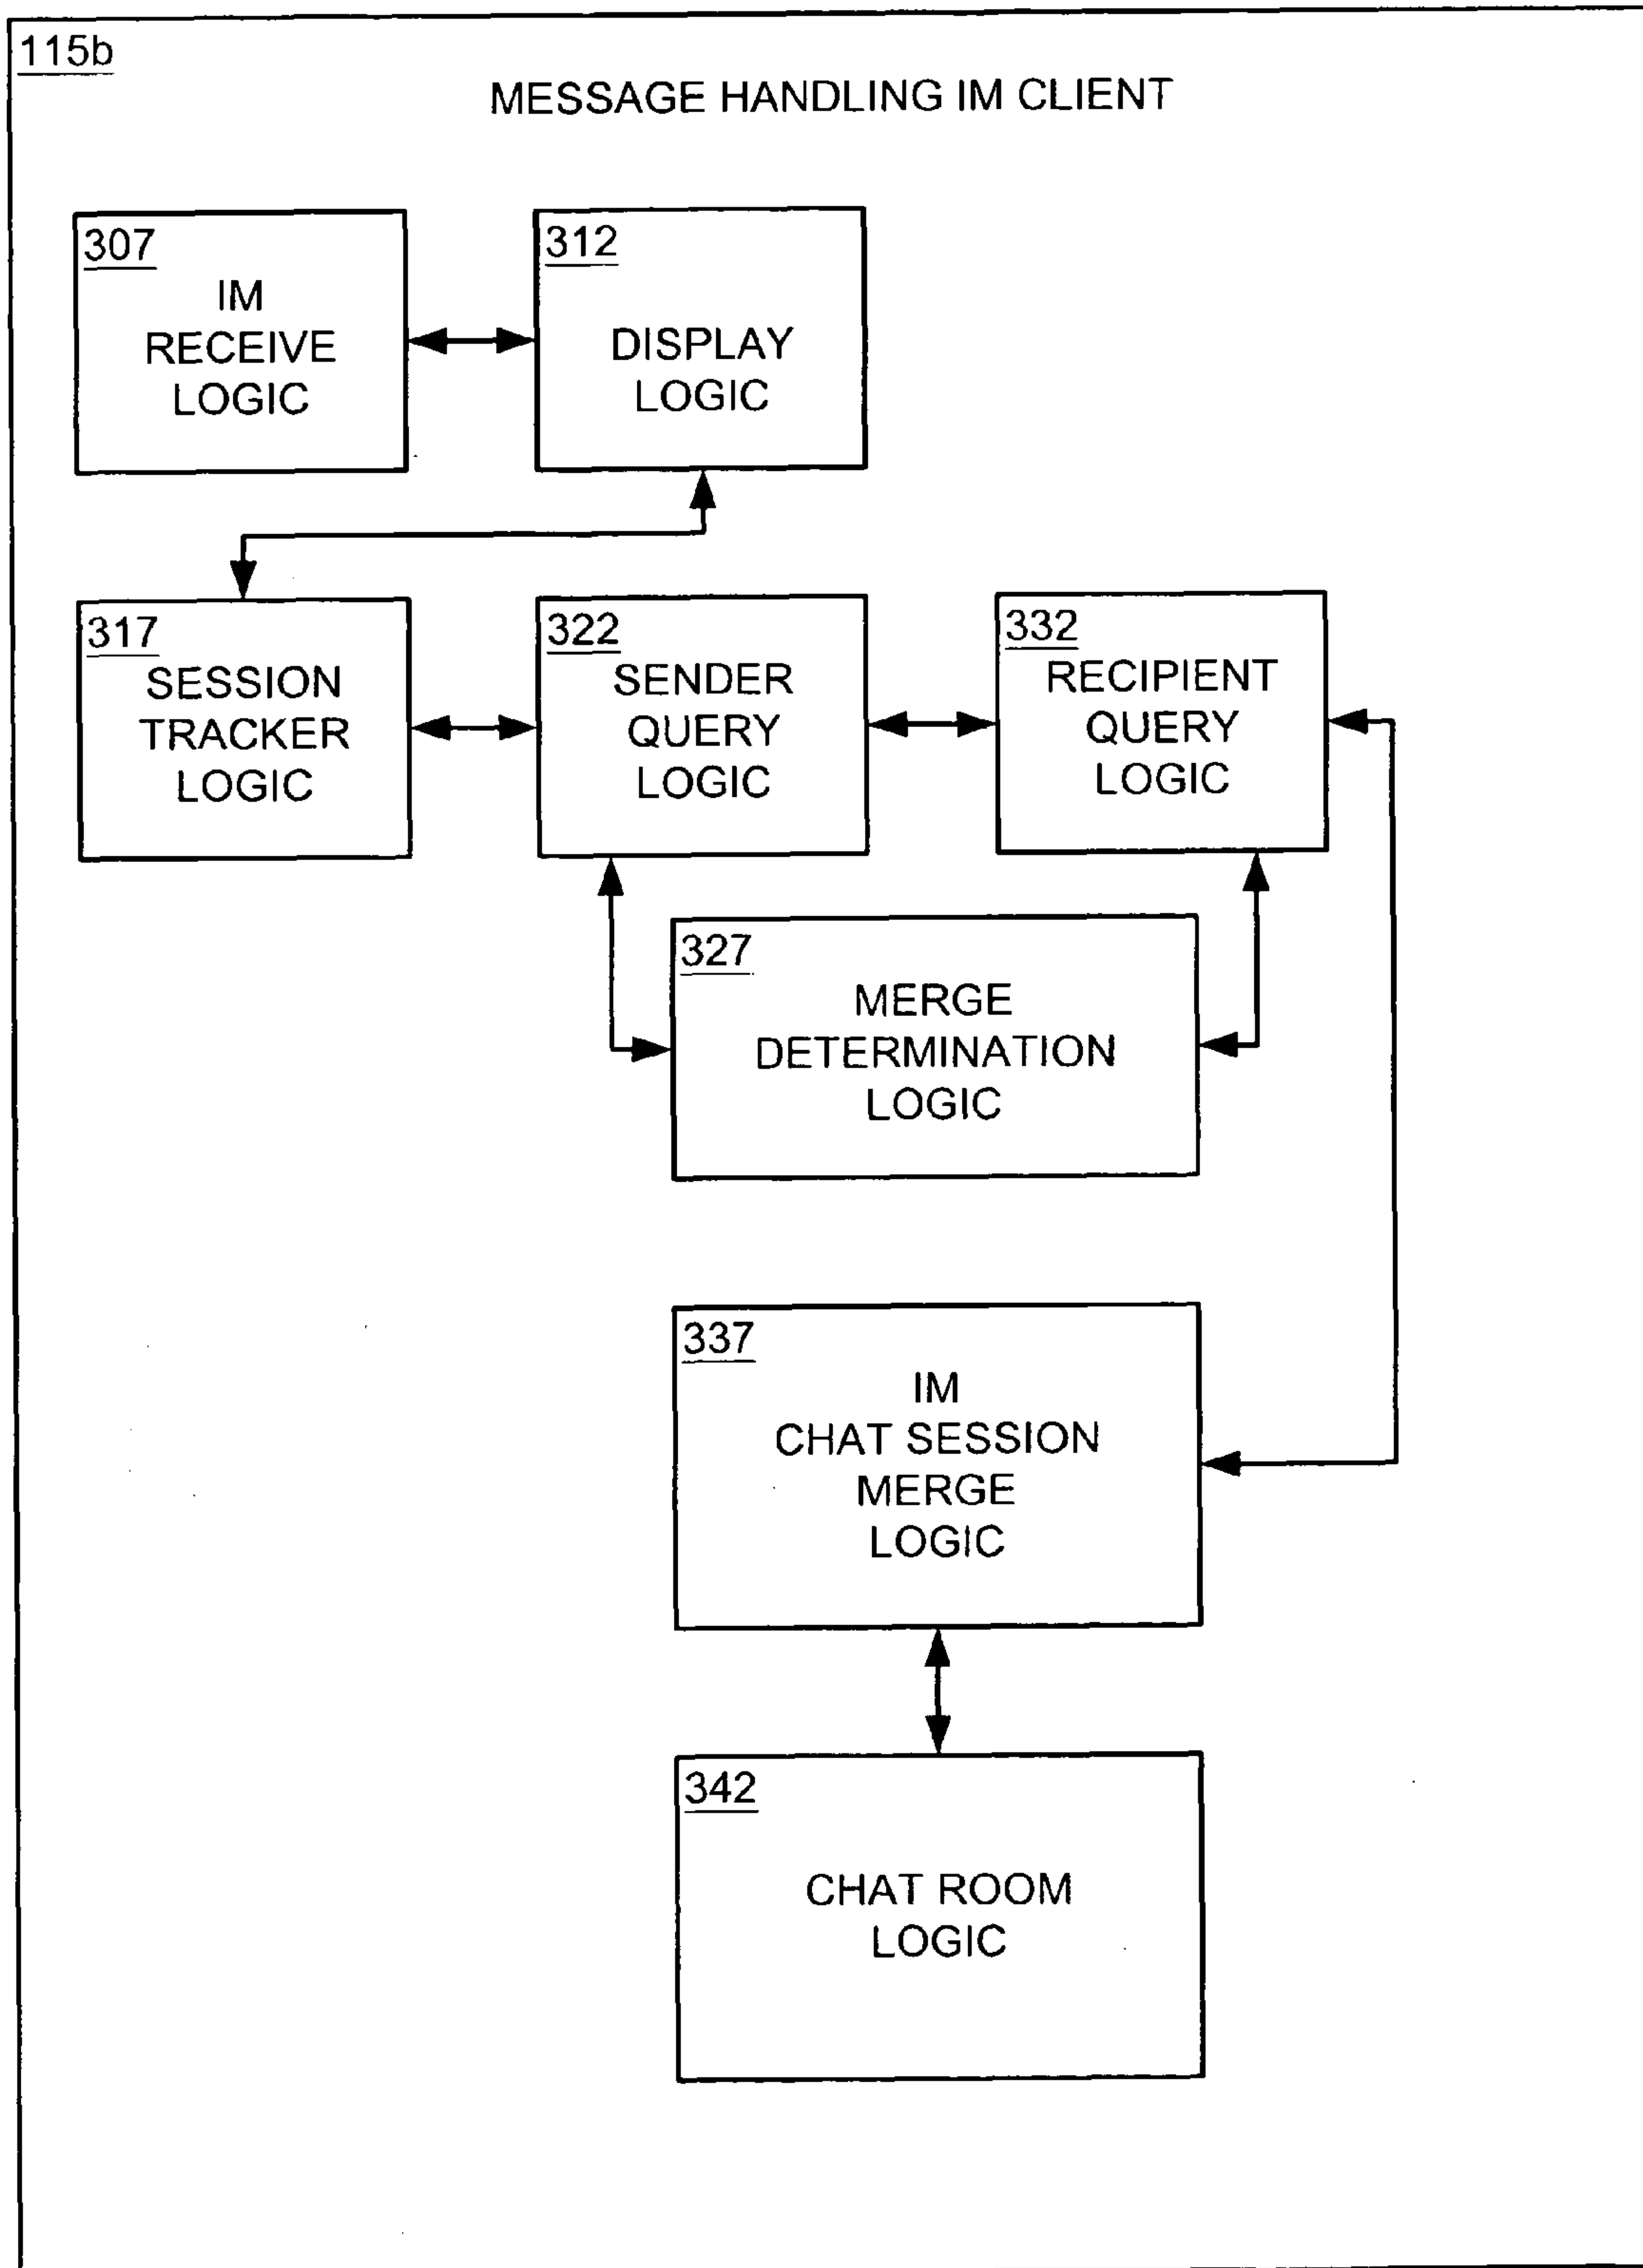 115b
MESSAGE HANDLING IM CLIENT
307
IM
RECEIVE
LOGIC
312
DISPLAY
LOGIC
317
SESSION
TRACKER
LOGIC
322
SENDER
QUERY
LOGIC
332
RECIPIENT
QUERY
LOGIC
327
MERGE
DETERMINATION
LOGIC
337
IM
CHAT SESSION
MERGE
LOGIC
342
CHAT ROOM
LOGIC